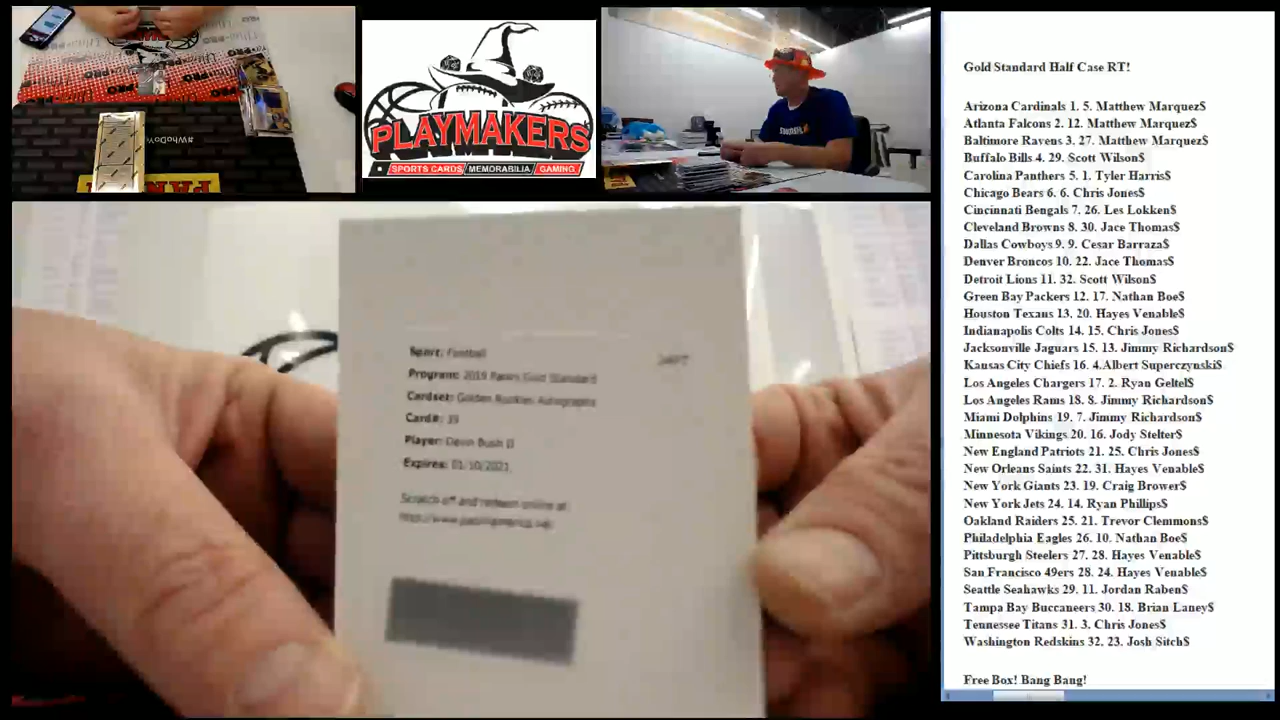 #WhoDoYo
PANINI
PLAYMAKERS
SPORTS CARDS MEMORABILIA GAMING
Sport: Football
Program: 2019 Panini Gold Standard
Cardset: Golden Rookies Autographs
Card#: 39
Player: Devin Bush II
Expires: 01/10/2021
Scratch off and redeem online at:
Gold Standard Half Case RT!
Arizona Cardinals 1. 5. Matthew Marquez$
Atlanta Falcons 2. 12. Matthew Marquez$
Baltimore Ravens 3. 27. Matthew Marquez$
Buffalo Bills 4. 29. Scott Wilson$
Carolina Panthers 5. 1. Tyler Harris$
Chicago Bears 6. 6. Chris Jones$
Cincinnati Bengals 7. 26. Les Lokken$
Cleveland Browns 8. 30. Jace Thomas$
Dallas Cowboys 9. 9. Cesar Barraza$
Denver Broncos 10. 22. Jace Thomas$
Detroit Lions 11. 32. Scott Wilson$
Green Bay Packers 12. 17. Nathan Boe$
Houston Texans 13. 20. Hayes Venable$
Indianapolis Colts 14. 15. Chris Jones$
Jacksonville Jaguars 15. 13. Jimmy Richardson$
Kansas City Chiefs 16. 4.Albert Superczynski$
Los Angeles Chargers 17. 2. Ryan Geltel$
Los Angeles Rams 18. 8. Jimmy Richardson$
Miami Dolphins 19. 7. Jimmy Richardson$
Minnesota Vikings 20. 16. Jody Stelter$
New England Patriots 21. 25. Chris Jones$
New Orleans Saints 22. 31. Hayes Venable$
New York Giants 23. 19. Craig Brower$
New York Jets 24. 14. Ryan Phillips$
Oakland Raiders 25. 21. Trevor Clemmons$
Philadelphia Eagles 26. 10. Nathan Boe$
Pittsburgh Steelers 27. 28. Hayes Venable$
San Francisco 49ers 28. 24. Hayes Venable$
Seattle Seahawks 29. 11. Jordan Raben$
Tampa Bay Buccaneers 30. 18. Brian Laney$
Tennessee Titans 31. 3. Chris Jones$
Washington Redskins 32. 23. Josh Sitch$
Free Box! Bang Bang!